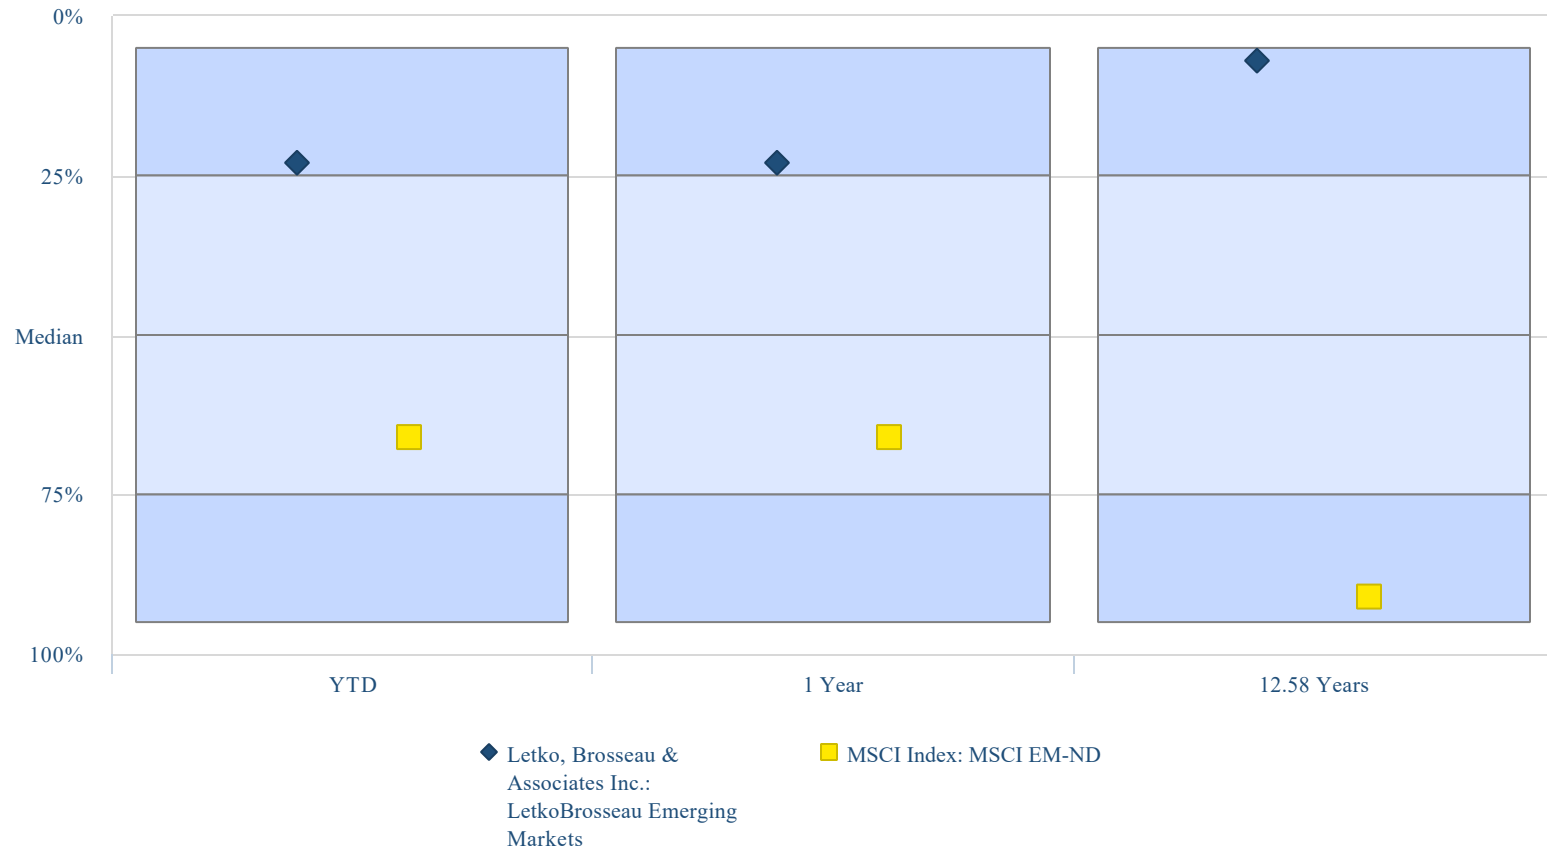 0%
25%
Median
75%
100%
YTD
1 Year
12.58 Years
Letko, Brosseau &
Associates Inc.:
LetkoBrosseau Emerging
Markets
MSCI Index: MSCI EM-ND